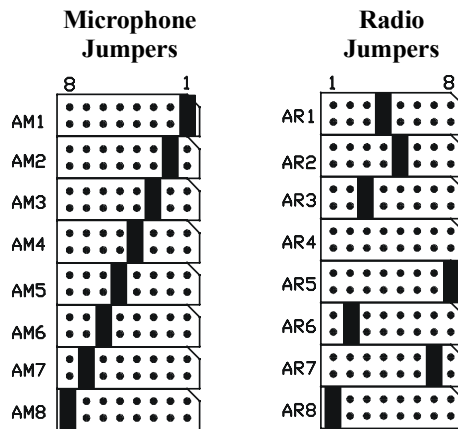 Microphone
Jumpers
8 1
AM1
AM2
AM3
AM4
AM5
AM6
AM7
AM8
Radio
Jumpers
1 8
AR1
AR2
AR3
AR4
AR5
AR6
AR7
AR8